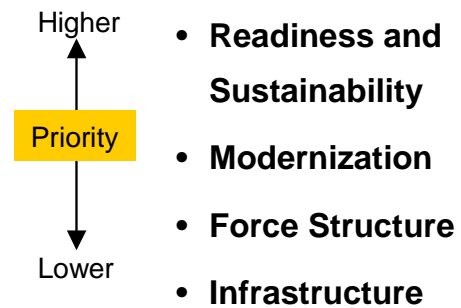 Higher
Priority
Lower
• Readiness and
Sustainability
• Modernization
• Force Structure
• Infrastructure